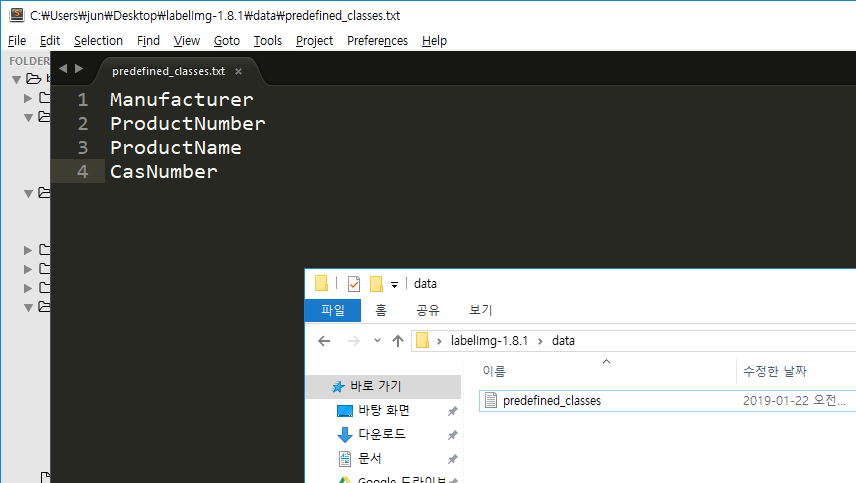 C:₩Users₩jun₩Desktop₩labelImg-1.8.1₩data₩predefined_classes.txt
File Edit Selection Find View Goto Tools Project Preferences Help
FOLDER
predefined_classes.txt ×
1 Manufacturer
2 ProductNumber
3 ProductName
4 CasNumber
data
파일 홈 공유 보기
labelImg-1.8.1 › data
바로 가기
이름 수정한 날짜
predefined_classes 2019-01-22 오전...
바탕 화면
다운로드
문서
Google 드라이브